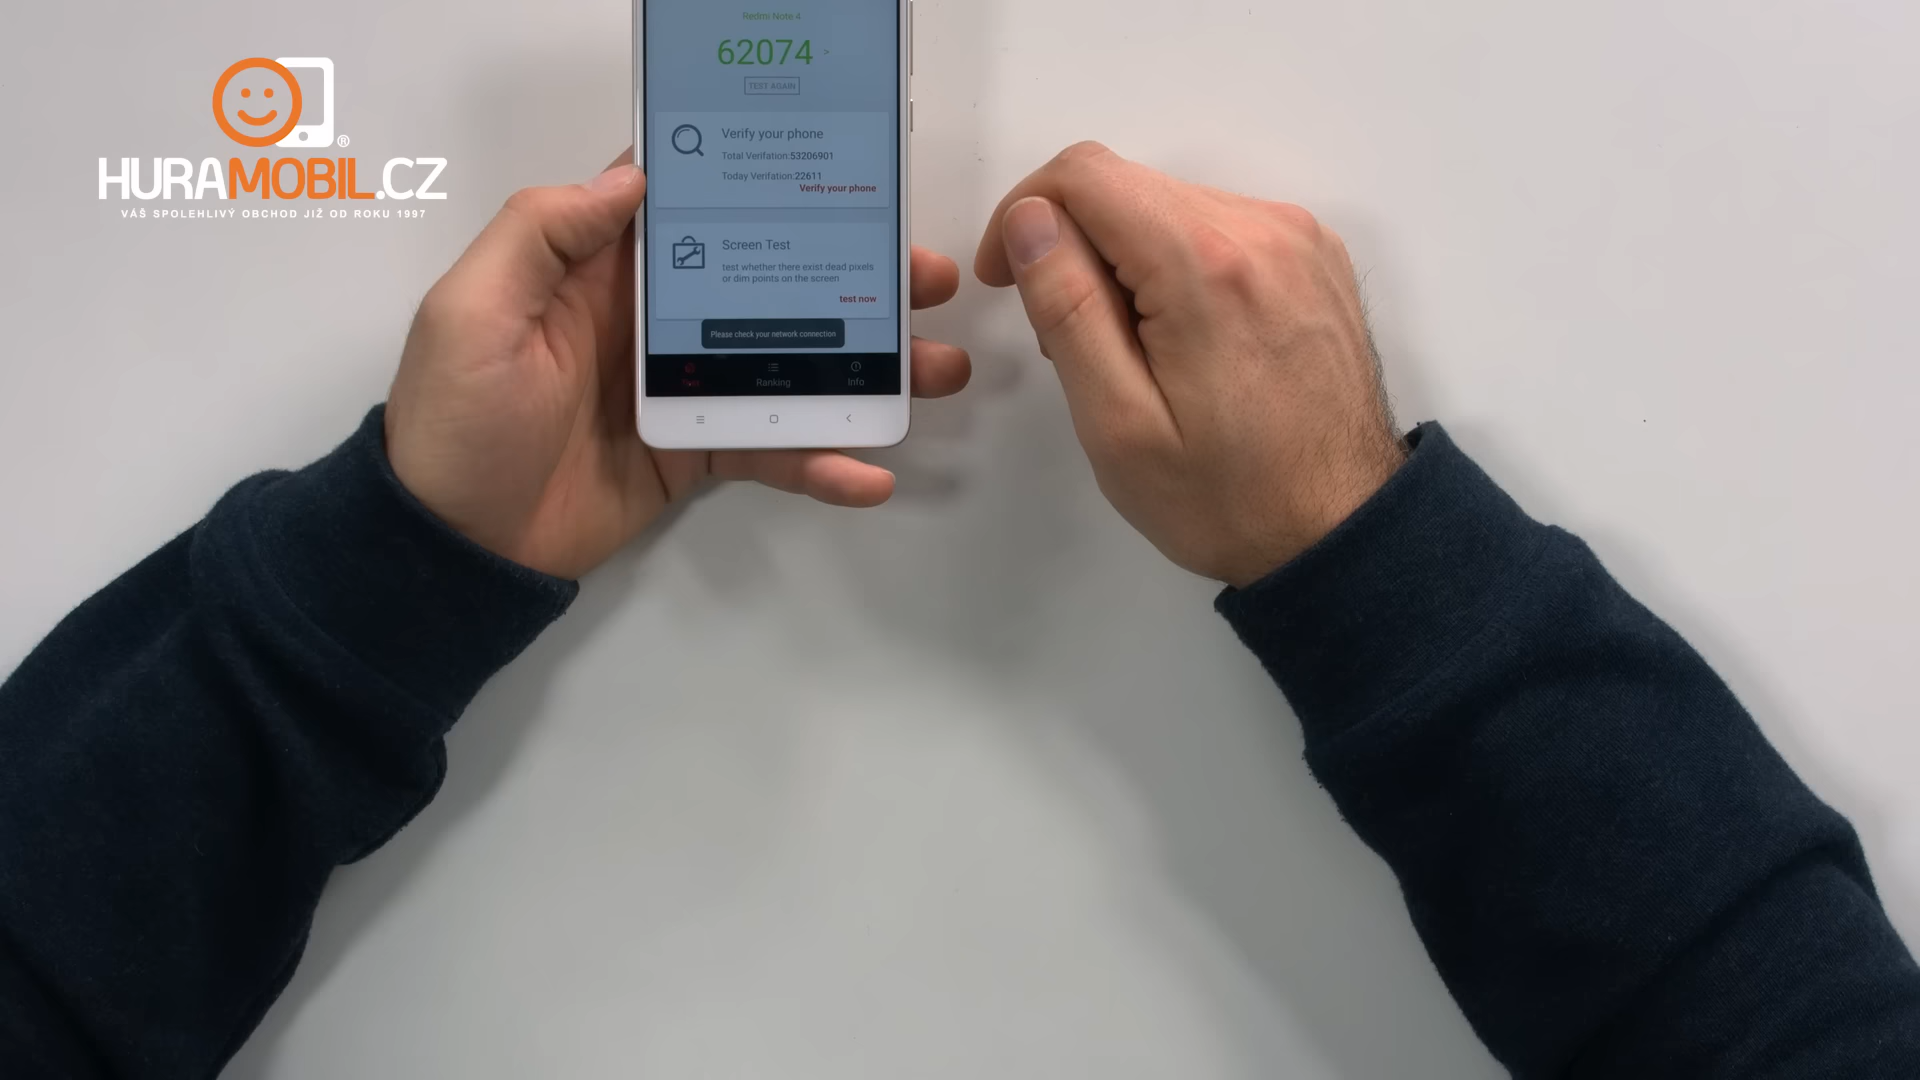 HURAMOBIL.CZ
®
VÁŠ SPOLEHLIVÝ OBCHOD JIŽ OD ROKU 1997
Redmi Note 4
62074 >
TEST AGAIN
Verify your phone
Total Verifation:53206901
Today Verifation:22611
Verify your phone
Screen Test
test whether there exist dead pixels
or dim points on the screen
test now
Please check your network connection
Ranking
Info